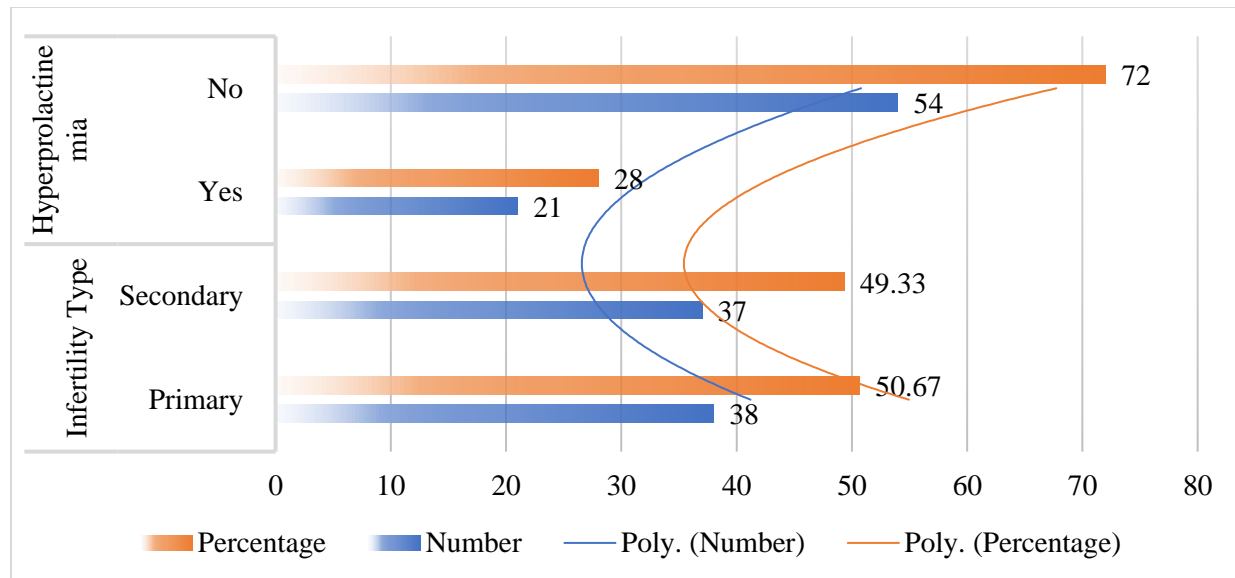 Hyperprolactine
mia
No
72
54
Yes
28
21
Infertility Type
Secondary
49.33
37
Primary
50.67
38
0 10 20 30 40 50 60 70 80
Percentage Number Poly. (Number) Poly. (Percentage)